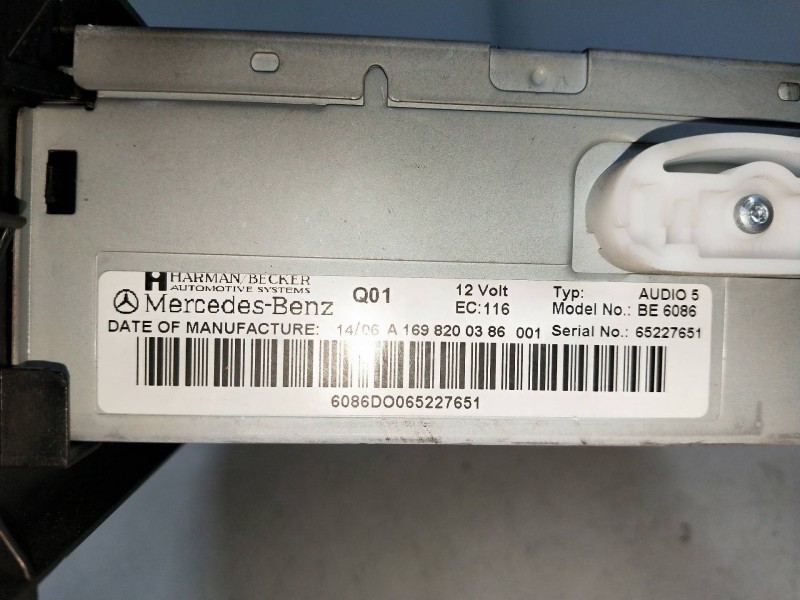 HARMAN/BECKER
AUTOMOTIVE SYSTEMS
Mercedes-Benz Q01 12 Volt EC:116 Typ: AUDIO 5 Model No.: BE 6086
DATE OF MANUFACTURE: 14/06 A 169 820 03 86 001 Serial No.: 65227651
6086DO065227651